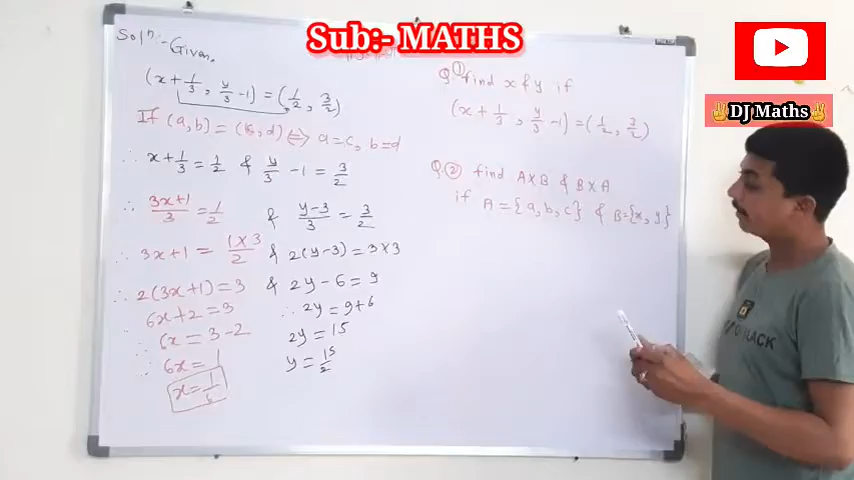 Sub:- MATHS
DJ Maths
Solⁿ:- Given.
(x + 1/3, y/3 - 1) = (1/2, 3/2)
If (a, b) = (c, d) ⟺ a = c, b = d
∴ x + 1/3 = 1/2 & y/3 - 1 = 3/2
∴ 3x+1/3 = 1/2 & y-3/3 = 3/2
∴ 3x+1 = 1×3/2 & 2(y-3) = 3×3
∴ 2(3x+1) = 3 & 2y - 6 = 9
6x+2 = 3 ∴ 2y = 9+6
∴ 6x = 3-2 2y = 15
∴ 6x = 1 y = 15/2
x = 1/6
Q.① find x & y if
(x + 1/3, y/3 - 1) = (1/2, 3/2)
Q.② find A×B & B×A
if A = {a, b, c} & B = {x, y}